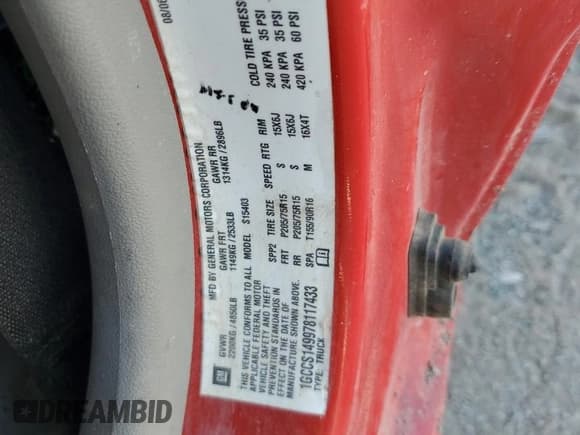 08/06
MFD BY GENERAL MOTORS CORPORATION
GM GVWR GAWR FRT GAWR RR
2200KG/4850LB 1149KG/2533LB 1314KG/2896LB
THIS VEHICLE CONFORMS TO ALL
APPLICABLE FEDERAL MOTOR
VEHICLE SAFETY AND THEFT
PREVENTION STANDARDS IN
EFFECT ON THE DATE OF
MANUFACTURE SHOWN ABOVE.
1GCCS149978117433
TYPE: TRUCK
MODEL S15403
SPP2 TIRE SIZE SPEED RTG RIM COLD TIRE PRESS
FRT P205/75R15 S 15X6J 240 KPA 35 PSI
RR P205/75R15 S 15X6J 240 KPA 35 PSI
SPA T155/90R16 M 16X4T 420 KPA 60 PSI
DREAMBID